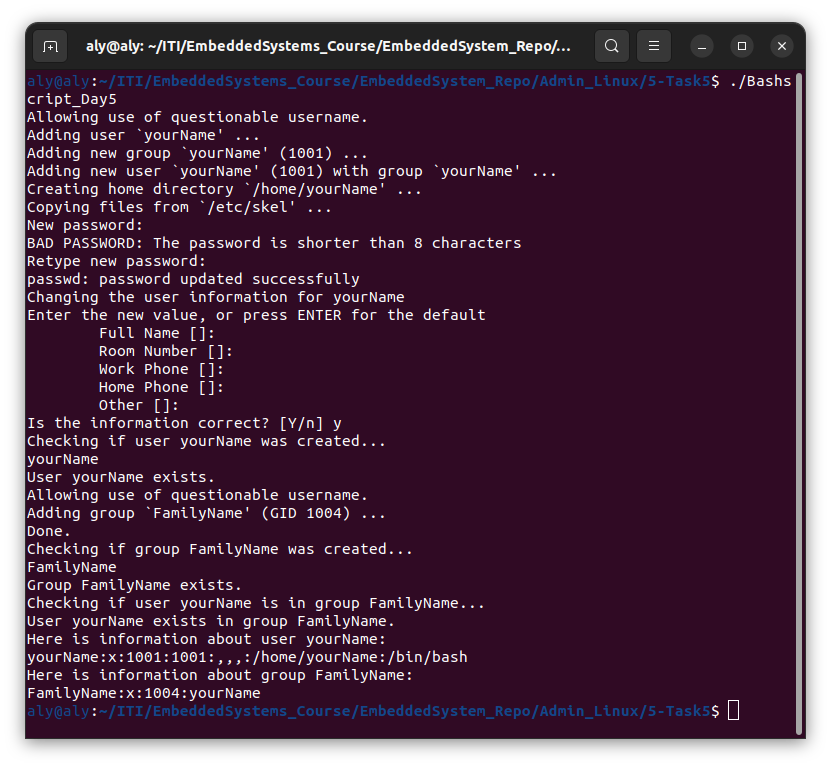 aly@aly: ~/ITI/EmbeddedSystems_Course/EmbeddedSystem_Repo/...
aly@aly:~/ITI/EmbeddedSystems_Course/EmbeddedSystem_Repo/Admin_Linux/5-Task5$ ./Bashs
cript_Day5
Allowing use of questionable username.
Adding user `yourName' ...
Adding new group `yourName' (1001) ...
Adding new user `yourName' (1001) with group `yourName' ...
Creating home directory `/home/yourName' ...
Copying files from `/etc/skel' ...
New password:
BAD PASSWORD: The password is shorter than 8 characters
Retype new password:
passwd: password updated successfully
Changing the user information for yourName
Enter the new value, or press ENTER for the default
        Full Name []:
        Room Number []:
        Work Phone []:
        Home Phone []:
        Other []:
Is the information correct? [Y/n] y
Checking if user yourName was created...
yourName
User yourName exists.
Allowing use of questionable username.
Adding group `FamilyName' (GID 1004) ...
Done.
Checking if group FamilyName was created...
FamilyName
Group FamilyName exists.
Checking if user yourName is in group FamilyName...
User yourName exists in group FamilyName.
Here is information about user yourName:
yourName:x:1001:1001:,,,:/home/yourName:/bin/bash
Here is information about group FamilyName:
FamilyName:x:1004:yourName
aly@aly:~/ITI/EmbeddedSystems_Course/EmbeddedSystem_Repo/Admin_Linux/5-Task5$